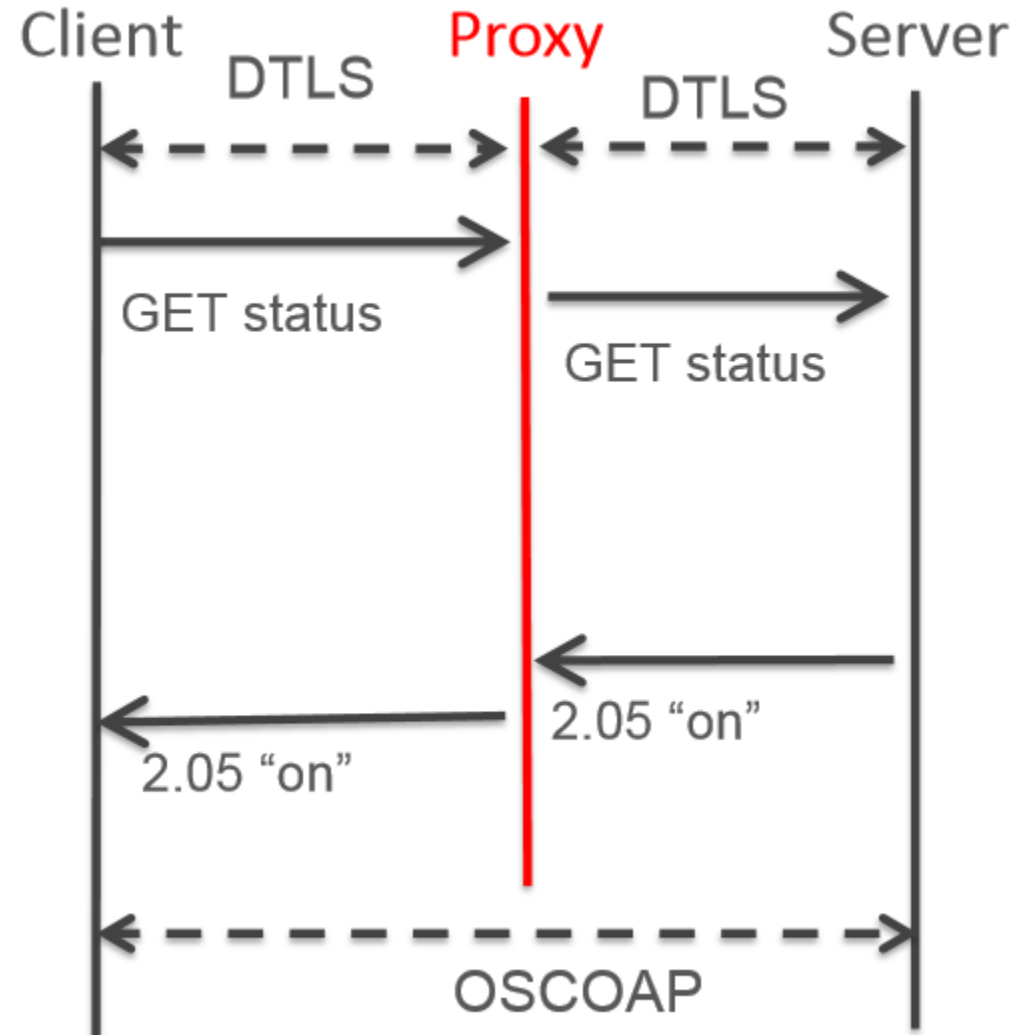 Client
Proxy
Server
DTLS
DTLS
GET status
GET status
2.05 “on”
2.05 “on”
OSCOAP